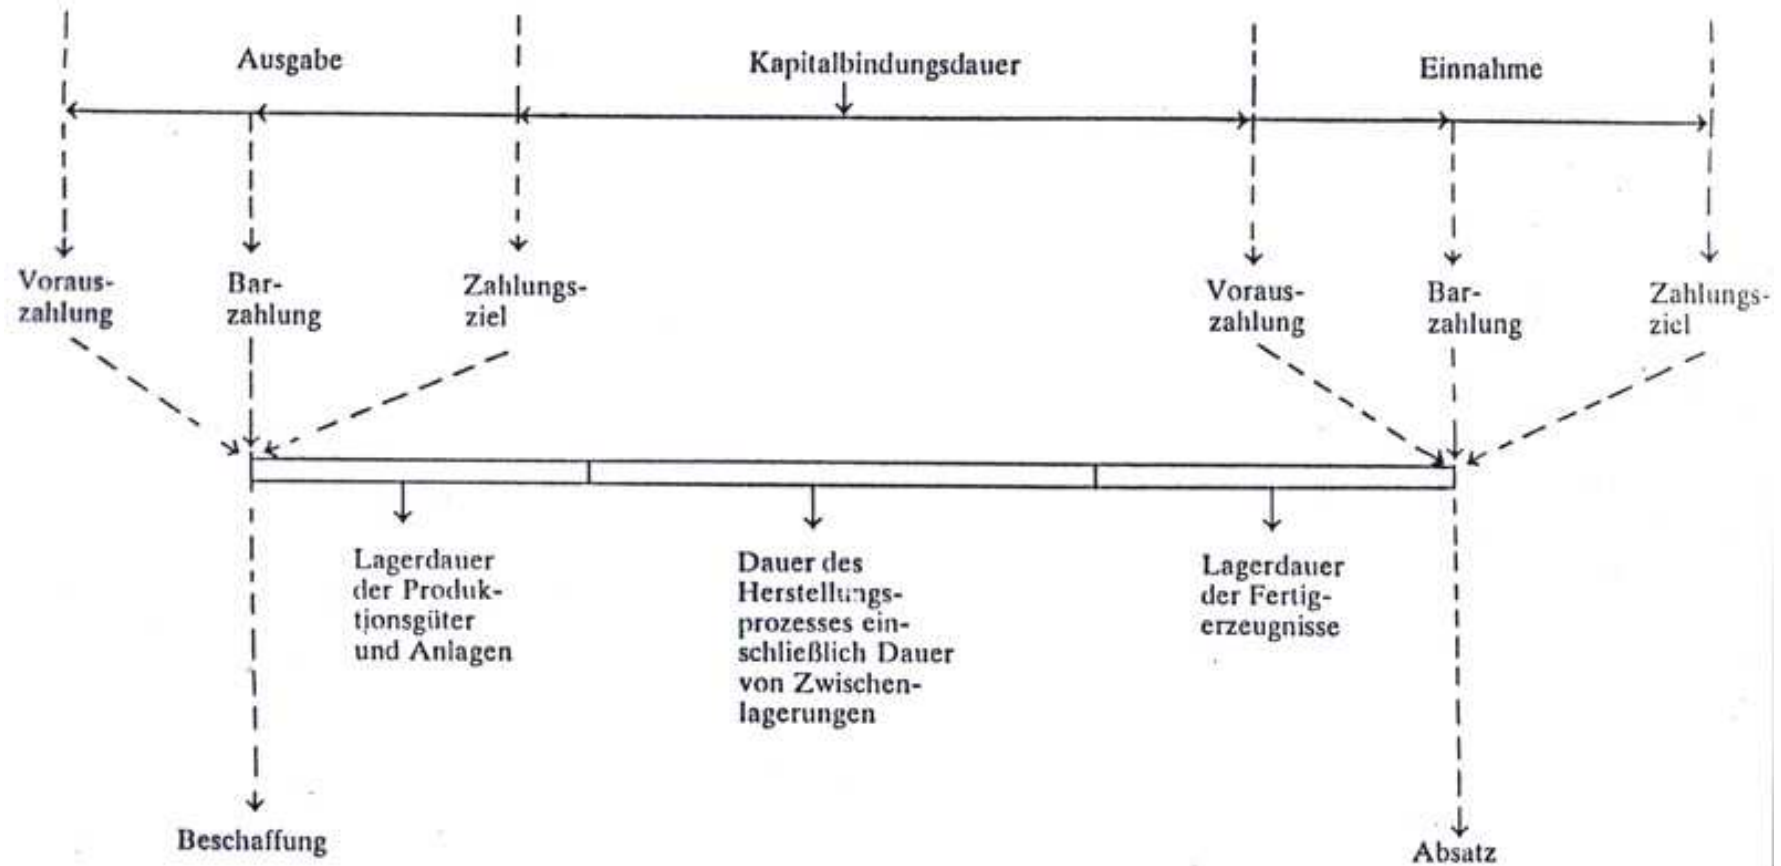 Ausgabe
Kapitalbindungsdauer
Einnahme
Voraus-
zahlung
Bar-
zahlung
Zahlungs-
ziel
Voraus-
zahlung
Bar-
zahlung
Zahlungs-
ziel
Lagerdauer
der Produk-
tionsgüter
und Anlagen
Dauer des
Herstellungs-
prozesses ein-
schließlich Dauer
von Zwischen-
lagerungen
Lagerdauer
der Fertig-
erzeugnisse
Beschaffung
Absatz